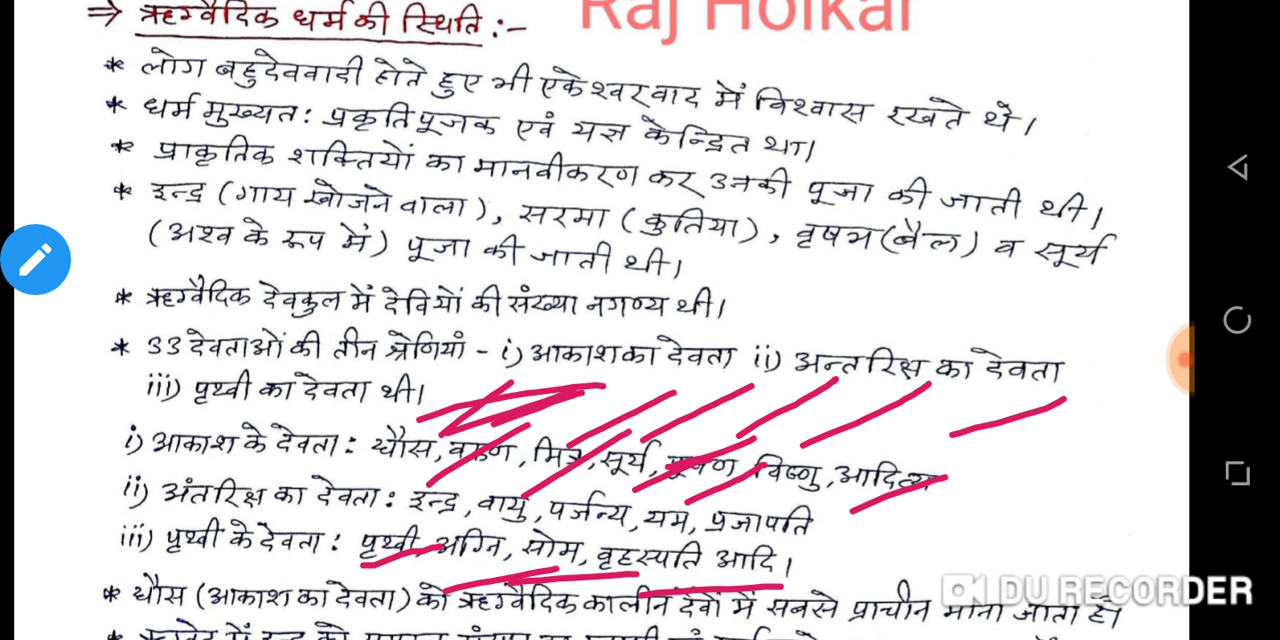 Raj Holkar
⇒ ऋग्वैदिक धर्म की स्थिति :-
* लोग बहुदेववादी होते हुए भी एकेश्वरवाद में विश्वास रखते थे।
* धर्म मुख्यतः प्रकृतिपूजक एवं यज्ञ केन्द्रित था।
* प्राकृतिक शक्तियों का मानवीकरण कर उनकी पूजा की जाती थी।
* इन्द्र (गाय खोजने वाला), सरमा (कुतिया), वृषभ (बैल) व सूर्य
(अश्व के रूप में) पूजा की जाती थी।
* ऋग्वैदिक देवकुल में देवियों की संख्या नगण्य थी।
* 33 देवताओं की तीन श्रेणियां - i) आकाश का देवता ii) अन्तरिक्ष का देवता
iii) पृथ्वी का देवता थी।
i) आकाश के देवता : द्यौस, वरुण, मित्र, सूर्य, पूषण, विष्णु, आदित्य
ii) अंतरिक्ष का देवता : इन्द्र, वायु, पर्जन्य, यम, प्रजापति
iii) पृथ्वी के देवता : पृथ्वी, अग्नि, सोम, वृहस्पति आदि।
* द्यौस (आकाश का देवता) को ऋग्वैदिक कालीन देवों में सबसे प्राचीन माना जाता है।
DU RECORDER